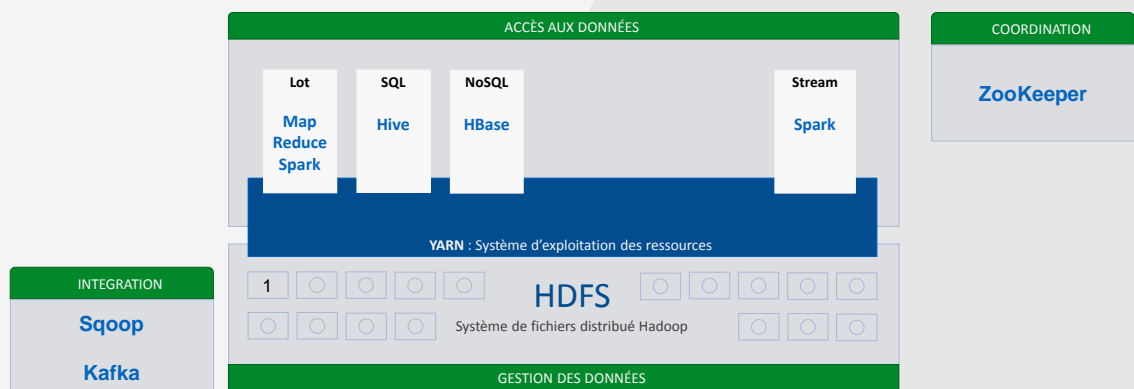 ACCÈS AUX DONNÉES
COORDINATION
Lot
Map
Reduce
Spark
SQL
Hive
NoSQL
HBase
Stream
Spark
ZooKeeper
YARN : Système d'exploitation des ressources
INTEGRATION
Sqoop
Kafka
1
HDFS
Système de fichiers distribué Hadoop
GESTION DES DONNÉES